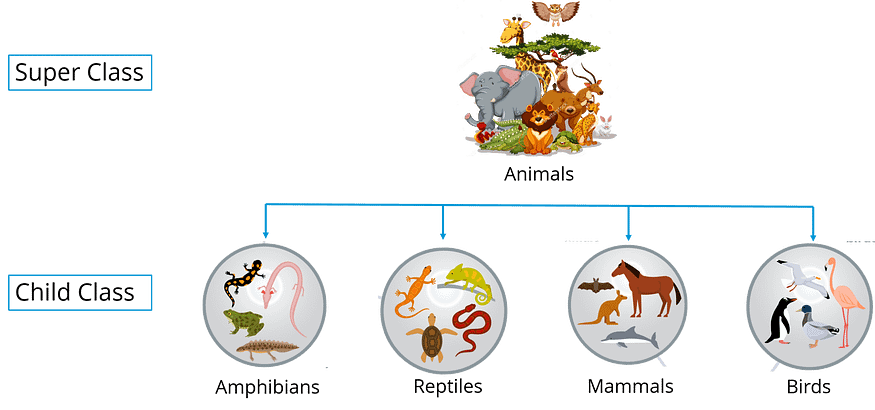 Super Class
Animals
Child Class
Amphibians
Reptiles
Mammals
Birds